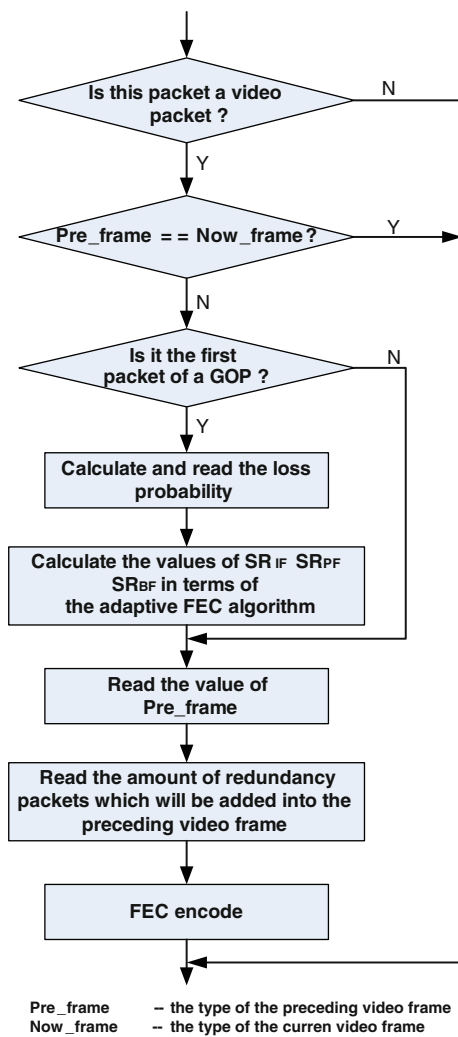 Is this packet a video
packet ?
N
Y
Pre_frame == Now_frame?
Y
N
Is it the first
packet of a GOP ?
N
Y
Calculate and read the loss
probability
Calculate the values of SR IF SRPF
SRBF in terms of
the adaptive FEC algorithm
Read the value of
Pre_frame
Read the amount of redundancy
packets which will be added into the
preceding video frame
FEC encode
Pre_frame -- the type of the preceding video frame
Now_frame -- the type of the curren video frame